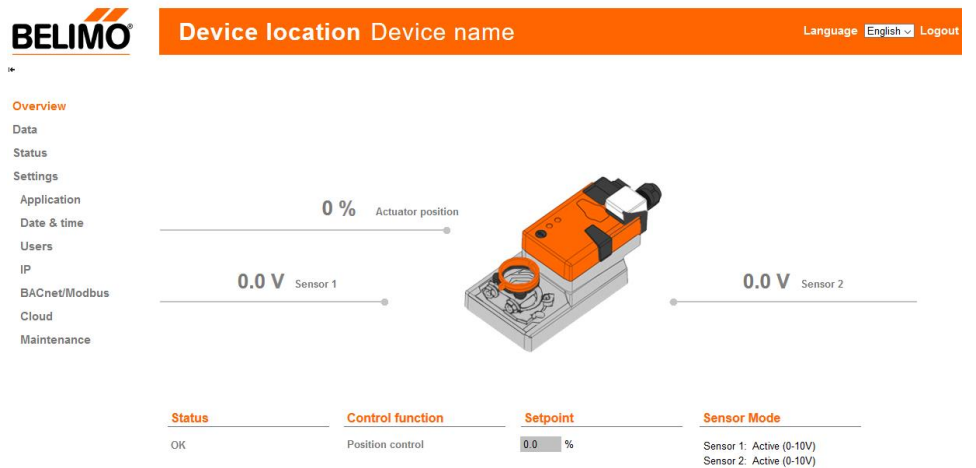 BELIMO®
Device location Device name
Language English Logout
Overview
Data
Status
Settings
Application
Date & time
Users
IP
BACnet/Modbus
Cloud
Maintenance
0 % Actuator position
0.0 V Sensor 1
0.0 V Sensor 2
Status Control function Setpoint Sensor Mode
OK Position control 0.0 % Sensor 1: Active (0-10V)
Sensor 2: Active (0-10V)